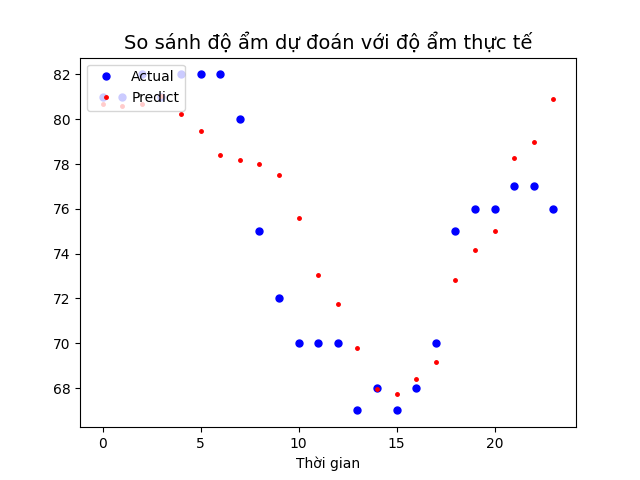 So sánh độ ẩm dự đoán với độ ẩm thực tế
Actual
Predict
82
80
78
76
74
72
70
68
0 5 10 15 20
Thời gian